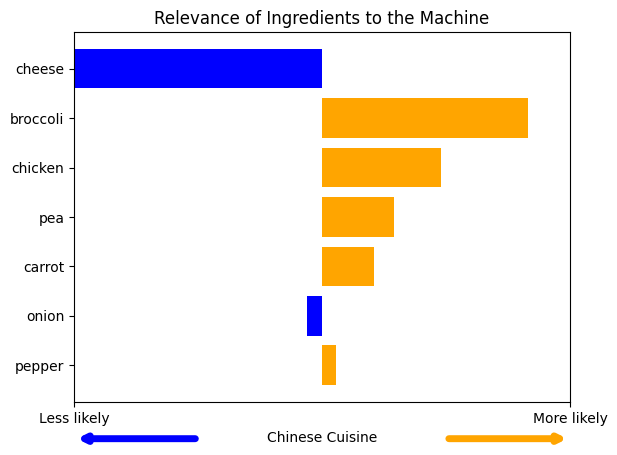 Relevance of Ingredients to the Machine
cheese
broccoli
chicken
pea
carrot
onion
pepper
Less likely
More likely
Chinese Cuisine